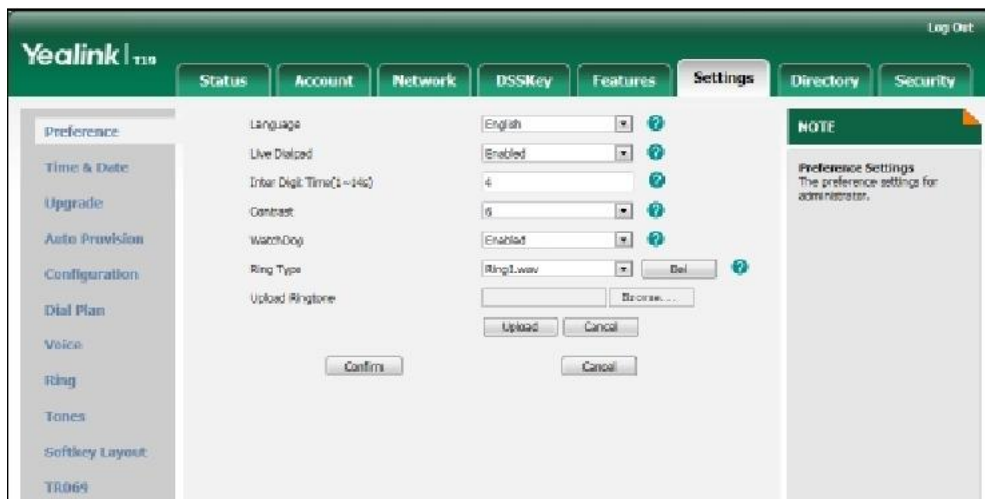 Log Out
Yealink | T19
Status Account Network DSSKey Features Settings Directory Security
Preference
Time & Date
Upgrade
Auto Provision
Configuration
Dial Plan
Voice
Ring
Tones
Softkey Layout
TR069
Language English
Live Dialpad Enabled
Inter Digit Time(1~14s) 4
Contrast 6
WatchDog Enabled
Ring Type Ring1.wav Del
Upload Ringtone Browse...
Upload Cancel
Confirm Cancel
NOTE
Preference Settings
The preference settings for
administrator.